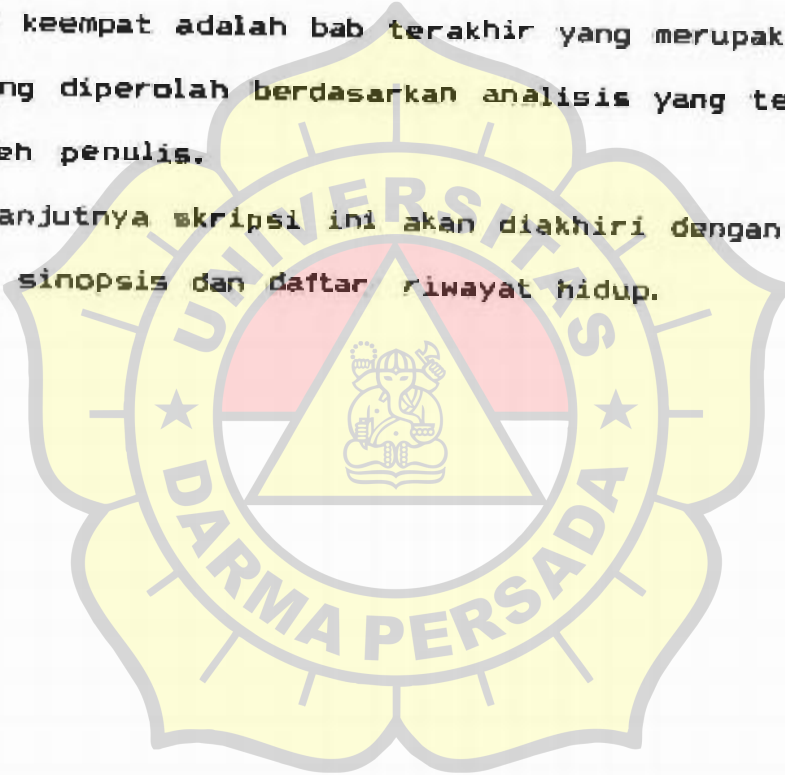 keempat adalah bab terakhir yang merupak
ng diperolah berdasarkan analisis yang te
eh penulis.
anjutnya skripsi ini akan diakhiri dengan
sinopsis dan daftar riwayat hidup.
UNIVERSITAS
DARMA PERSADA